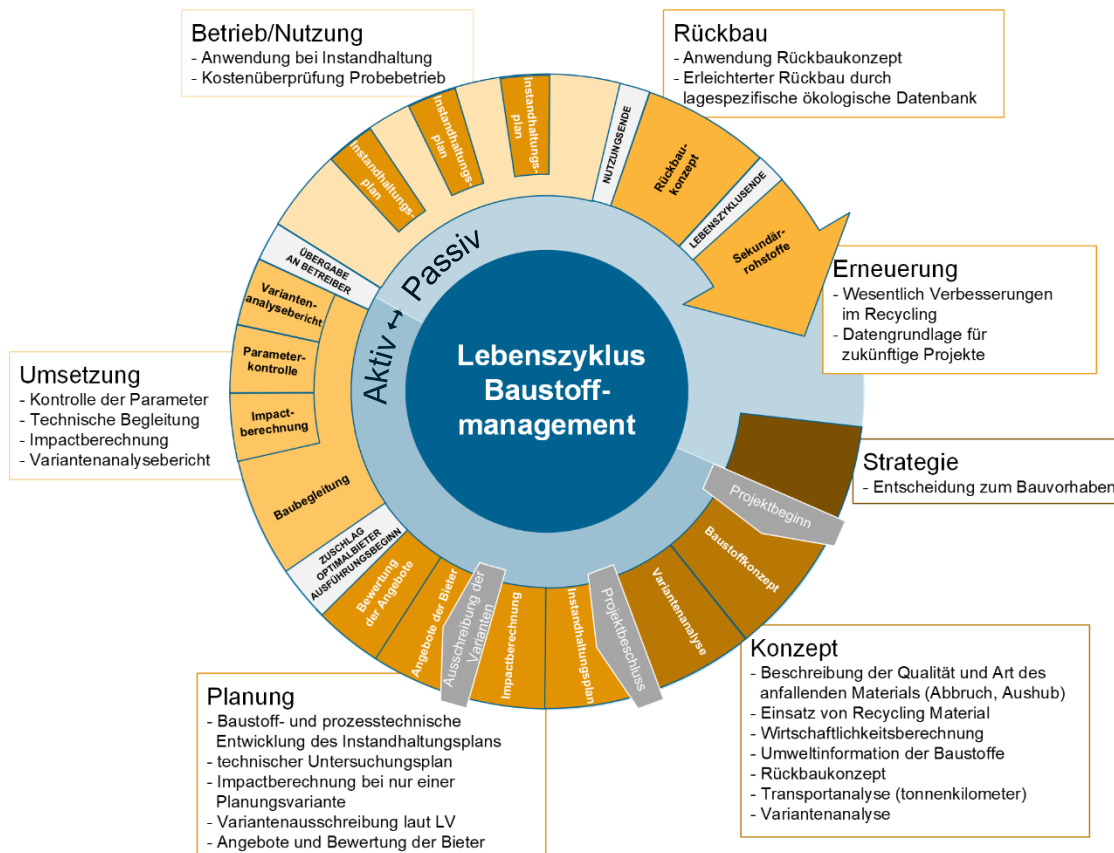 Betrieb/Nutzung
- Anwendung bei Instandhaltung
- Kostenüberprüfung Probebetrieb
Rückbau
- Anwendung Rückbaukonzept
- Erleichterter Rückbau durch
lagespezifische ökologische Datenbank
Instandhaltungs-
plan
Instandhaltungs-
plan
Instandhaltungs-
plan
NUTZUNGSENDE
Rückbau-
konzept
LEBENSZYKLUSENDE
Sekundär-
rohstoffe
Erneuerung
- Wesentlich Verbesserungen
im Recycling
- Datengrundlage für
zukünftige Projekte
ÜBERGABE
AN BETREIBER
Varianten-
analysebericht
Parameter-
kontrolle
Impact-
berechnung
Baubegleitung
Passiv
Aktiv
Lebenszyklus
Baustoff-
management
Umsetzung
- Kontrolle der Parameter
- Technische Begleitung
- Impactberechnung
- Variantenanalysebericht
Strategie
- Entscheidung zum Bauvorhaben
Projektbeginn
Baustoffkonzept
Variantenanalyse
Projektbeschluss
Instandhaltungsplan
Impactberechnung
Ausschreibung der
Varianten
Angebote der Bieter
Bewertung
der Angebote
ZUSCHLAG
OPTIMALBIETER
AUSFÜHRUNGSBEGINN
Planung
- Baustoff- und prozesstechnische
Entwicklung des Instandhaltungsplans
- technischer Untersuchungsplan
- Impactberechnung bei nur einer
Planungsvariante
- Variantenausschreibung laut LV
- Angebote und Bewertung der Bieter
Konzept
- Beschreibung der Qualität und Art des
anfallenden Materials (Abbruch, Aushub)
- Einsatz von Recycling Material
- Wirtschaftlichkeitsberechnung
- Umweltinformation der Baustoffe
- Rückbaukonzept
- Transportanalyse (tonnenkilometer)
- Variantenanalyse